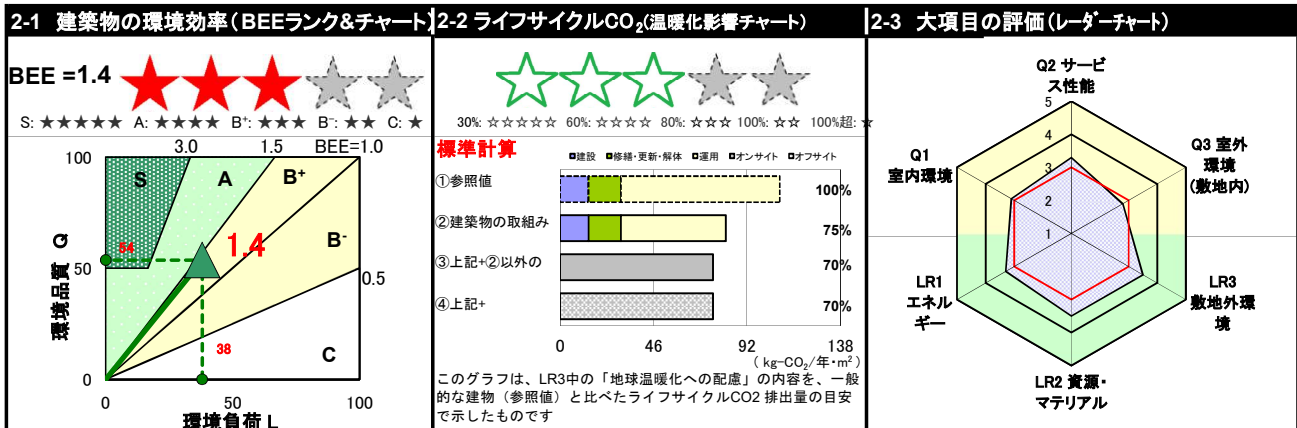 2-1 建築物の環境効率(BEEランク&チャート)
BEE =1.4
S: ★★★★★ A: ★★★★ B⁺: ★★★ B⁻: ★★ C: ★
3.0 1.5 BEE=1.0
100
S
A
B⁺
B⁻
C
54
1.4
50
0.5
38
0
0 50 100
環境品質 Q
環境負荷 L
2-2 ライフサイクルCO₂(温暖化影響チャート)
30%: ☆☆☆☆☆ 60%: ☆☆☆☆ 80%: ☆☆☆ 100%: ☆☆ 100%超: ☆
標準計算
■建設 ■修繕・更新・解体 ■運用 ■オンサイト ■オフサイト
①参照値 100%
②建築物の取組み 75%
③上記+②以外の 70%
④上記+ 70%
0 46 92 138
( kg-CO₂/年・m² )
このグラフは、LR3中の「地球温暖化への配慮」の内容を、一般
的な建物(参照値)と比べたライフサイクルCO2 排出量の目安
で示したものです
2-3 大項目の評価(レーダーチャート)
Q2 サービ
ス性能
5
4
3
2
1
Q1
室内環境
Q3 室外
環境
(敷地内)
LR1
エネル
ギー
LR3
敷地外環
境
LR2 資源・
マテリアル